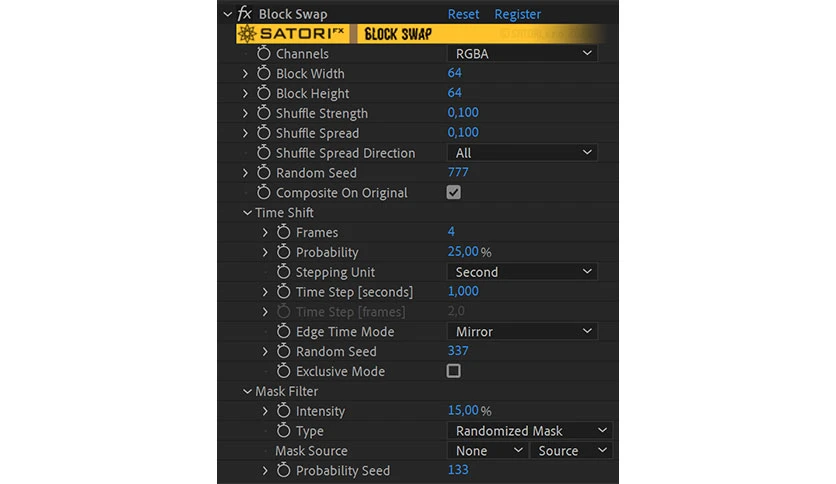 fx Block Swap Reset Register
SATORI FX BLOCK SWAP
Channels RGBA
Block Width 64
Block Height 64
Shuffle Strength 0,100
Shuffle Spread 0,100
Shuffle Spread Direction All
Random Seed 777
Composite On Original
Time Shift
Frames 4
Probability 25,00 %
Stepping Unit Second
Time Step [seconds] 1,000
Time Step [frames] 2,0
Edge Time Mode Mirror
Random Seed 337
Exclusive Mode
Mask Filter
Intensity 15,00 %
Type Randomized Mask
Mask Source None Source
Probability Seed 133